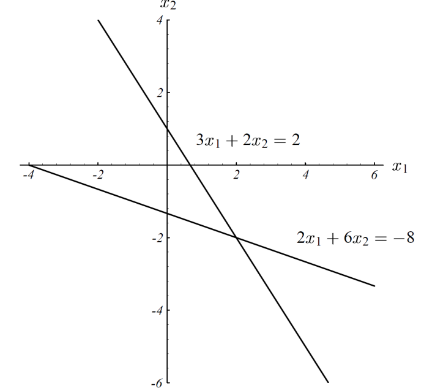 x₂
4
2
3x₁ + 2x₂ = 2
-4 -2 2 4 6 x₁
-2
2x₁ + 6x₂ = −8
-4
-6